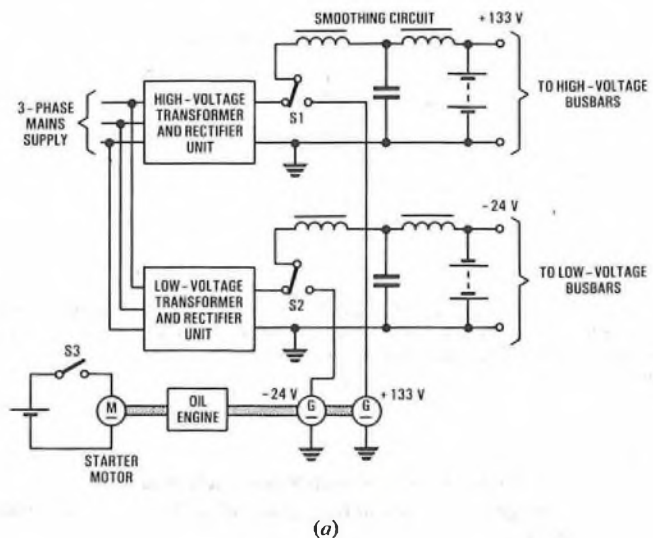 SMOOTHING CIRCUIT
+133 V
3-PHASE
MAINS
SUPPLY
HIGH-VOLTAGE
TRANSFORMER
AND RECTIFIER
UNIT
S1
TO HIGH-VOLTAGE
BUSBARS
-24 V
LOW-VOLTAGE
TRANSFORMER
AND RECTIFIER
UNIT
S2
TO LOW-VOLTAGE
BUSBARS
S3
-24 V
+133 V
M
OIL
ENGINE
G
G
STARTER
MOTOR
(a)